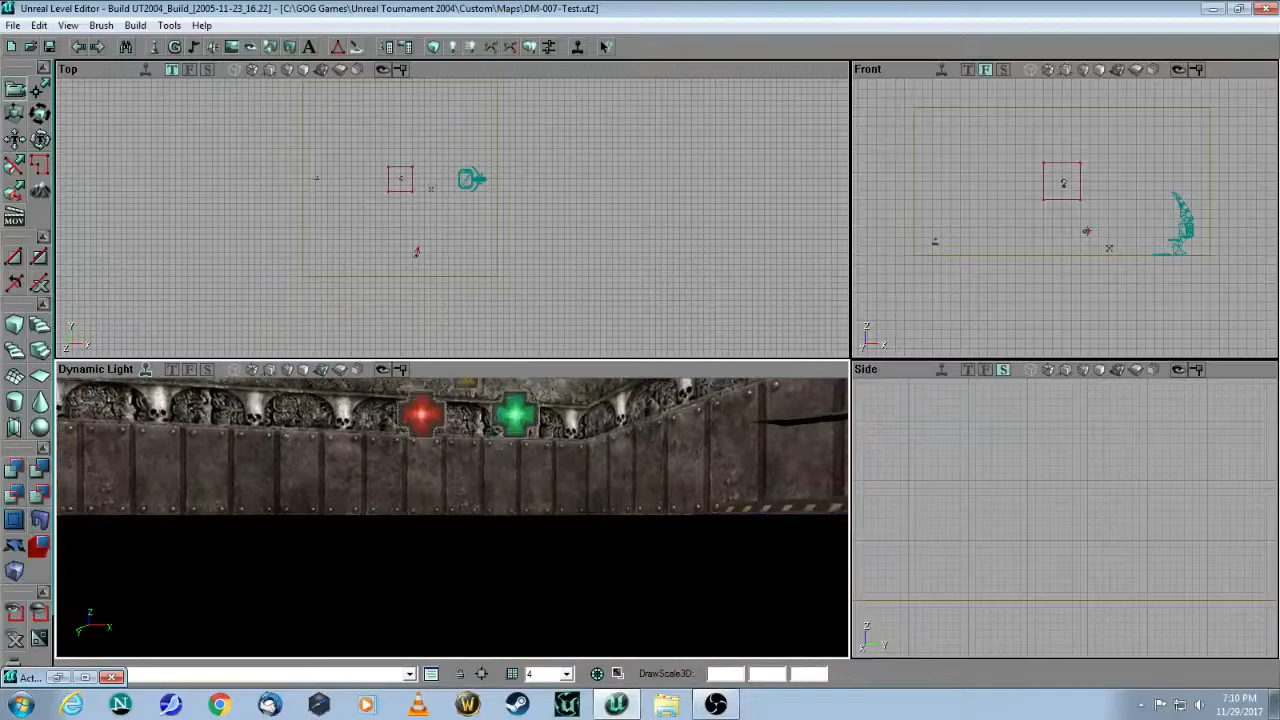 Unreal Level Editor - Build UT2004_Build_[2005-11-23_16.22] - [C:\GOG Games\Unreal Tournament 2004\Custom\Maps\DM-007-Test.ut2]
File Edit View Brush Build Tools Help
Top T F S
Front T F S
MOV
Y
Z X
Z
Y X
Dynamic Light T F S
Side T F S
Z
Y X
Z
X Y
Act...
4
DrawScale3D:
7:10 PM
11/29/2017